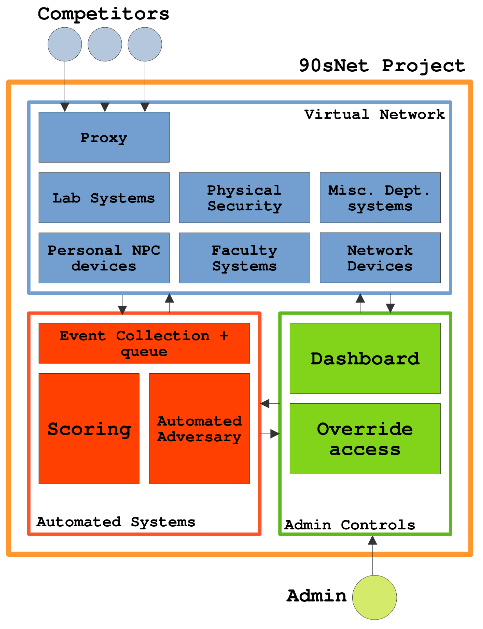 Competitors
90sNet Project
Virtual Network
Proxy
Lab Systems
Physical
Security
Misc. Dept.
systems
Personal NPC
devices
Faculty
Systems
Network
Devices
Event Collection +
queue
Scoring
Automated
Adversary
Automated Systems
Dashboard
Override
access
Admin Controls
Admin